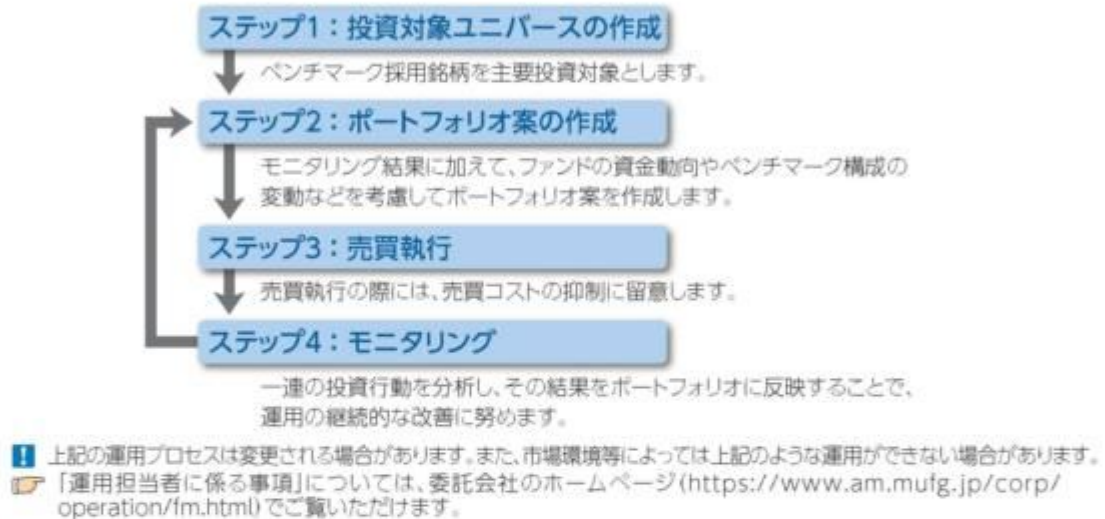 ステップ1：投資対象ユニバースの作成
ベンチマーク採用銘柄を主要投資対象とします。
ステップ2：ポートフォリオ案の作成
モニタリング結果に加えて、ファンドの資金動向やベンチマーク構成の
変動などを考慮してポートフォリオ案を作成します。
ステップ3：売買執行
売買執行の際には、売買コストの抑制に留意します。
ステップ4：モニタリング
一連の投資行動を分析し、その結果をポートフォリオに反映することで、
運用の継続的な改善に努めます。
! 上記の運用プロセスは変更される場合があります。また、市場環境等によっては上記のような運用ができない場合があります。
「運用担当者に係る事項」については、委託会社のホームページ(https://www.am.mufg.jp/corp/
operation/fm.html)でご覧いただけます。